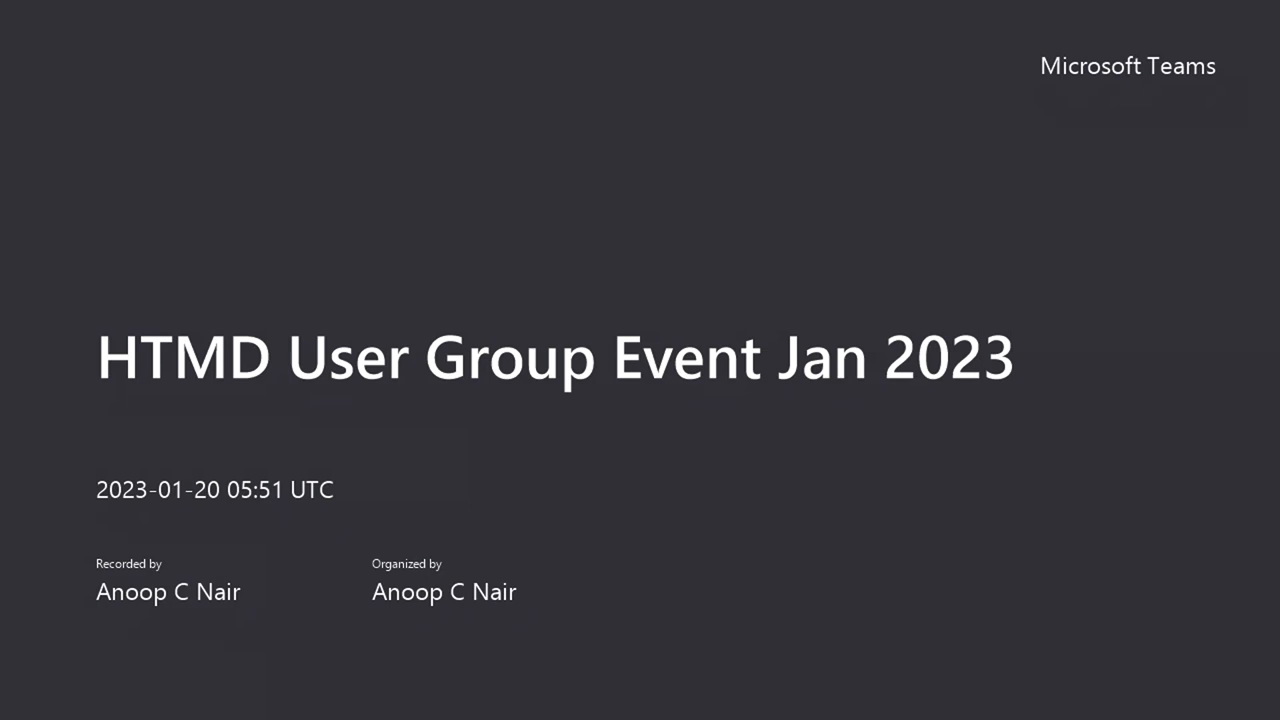 Microsoft Teams
HTMD User Group Event Jan 2023
2023-01-20 05:51 UTC
Recorded by
Anoop C Nair
Organized by
Anoop C Nair